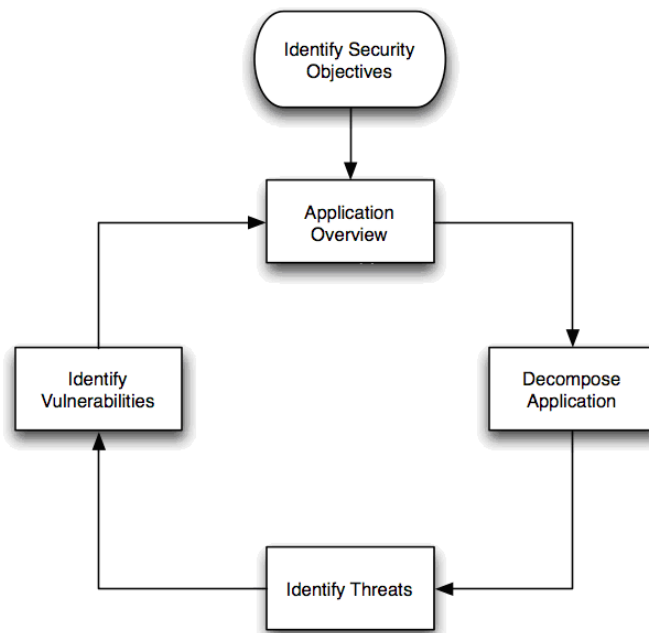 Identify Security
Objectives
Application
Overview
Identify
Vulnerabilities
Decompose
Application
Identify Threats